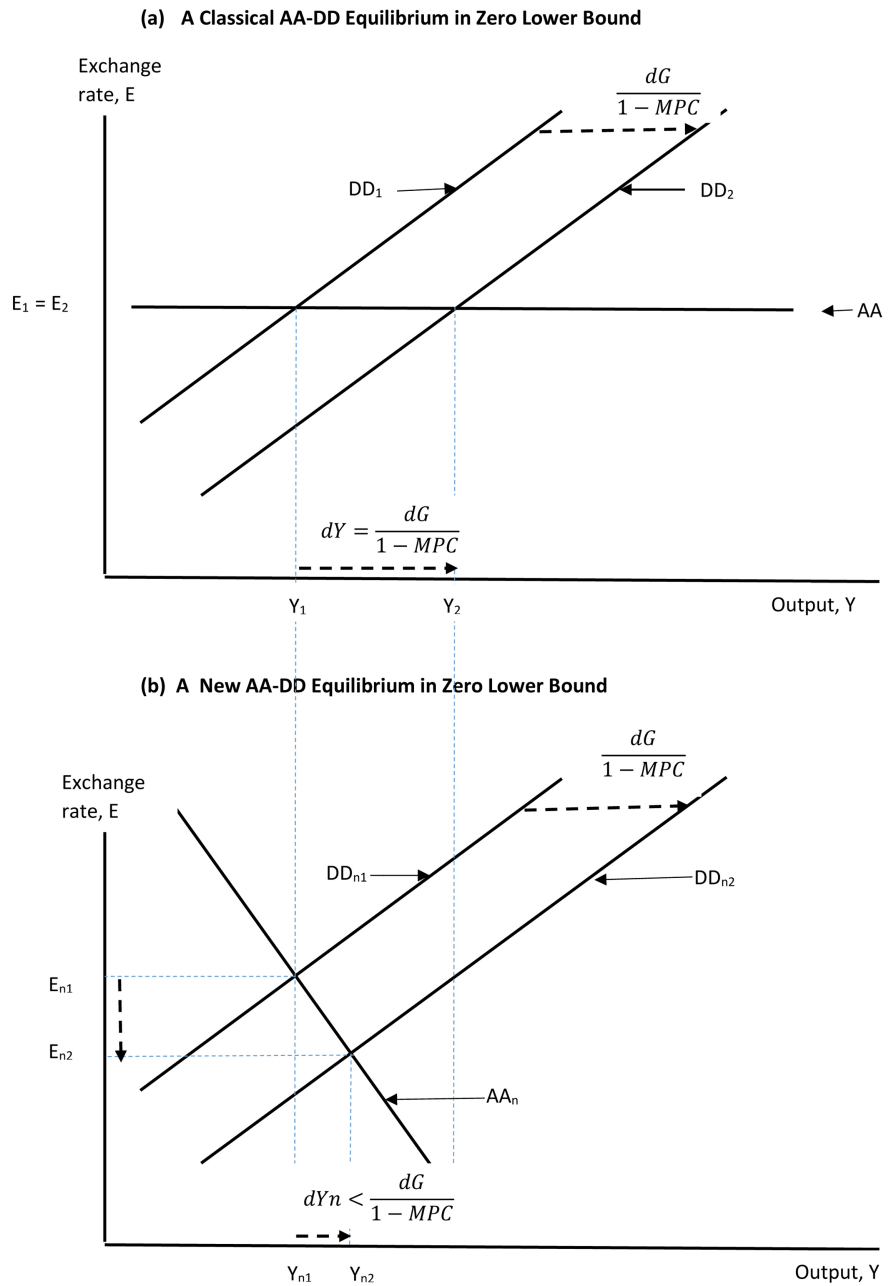 (a) A Classical AA-DD Equilibrium in Zero Lower Bound
Exchange
rate, E
dG
1 − MPC
DD₁
DD₂
E₁ = E₂
AA
dY = dG
1 − MPC
Y₁ Y₂ Output, Y
(b) A New AA-DD Equilibrium in Zero Lower Bound
dG
1 − MPC
Exchange
rate, E
DDₙ₁
DDₙ₂
Eₙ₁
Eₙ₂
AAₙ
dYn < dG
1 − MPC
Yₙ₁ Yₙ₂ Output, Y